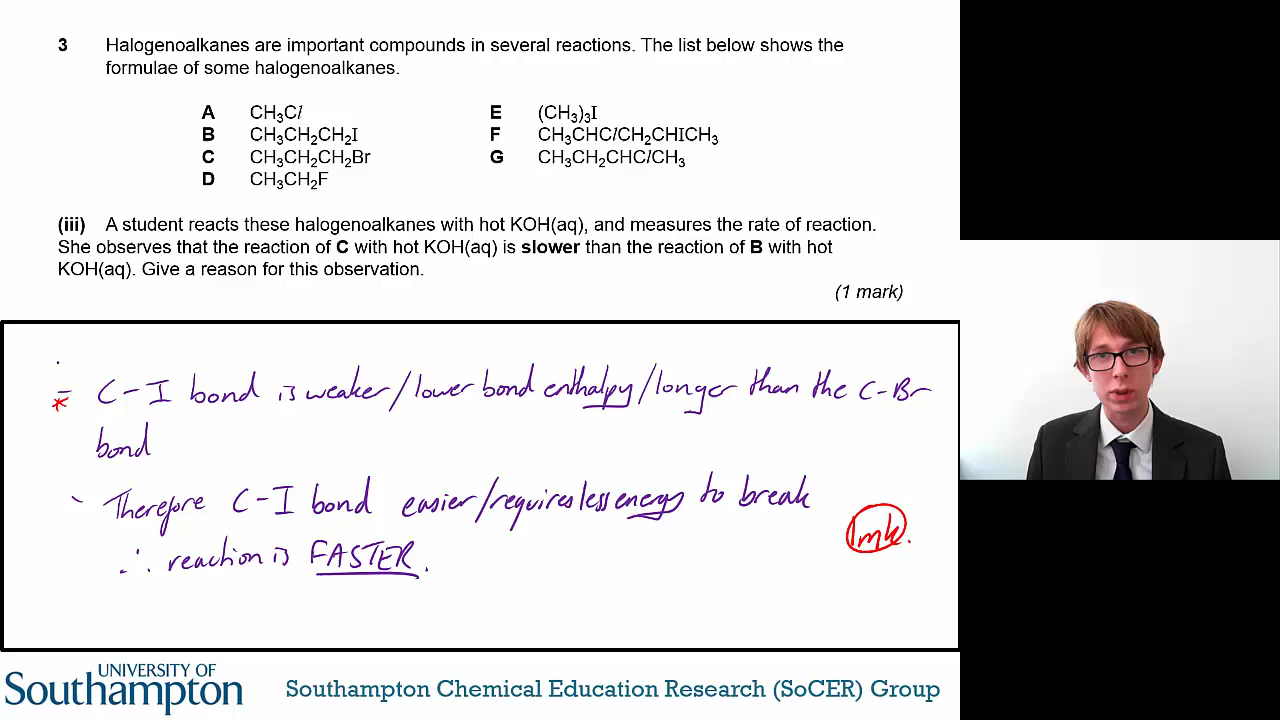 3 Halogenoalkanes are important compounds in several reactions. The list below shows the
formulae of some halogenoalkanes.
A CH₃Cl
B CH₃CH₂CH₂I
C CH₃CH₂CH₂Br
D CH₃CH₂F
E (CH₃)₃I
F CH₃CHClCH₂CHICH₃
G CH₃CH₂CHClCH₃
(iii) A student reacts these halogenoalkanes with hot KOH(aq), and measures the rate of reaction.
She observes that the reaction of C with hot KOH(aq) is slower than the reaction of B with hot
KOH(aq). Give a reason for this observation.
(1 mark)
- C-I bond is weaker/lower bond enthalpy/longer than the C-Br
*
bond
Therefore C-I bond easier/requires less energy to break
1mk.
∴ reaction is FASTER.
UNIVERSITY OF
Southampton
Southampton Chemical Education Research (SoCER) Group